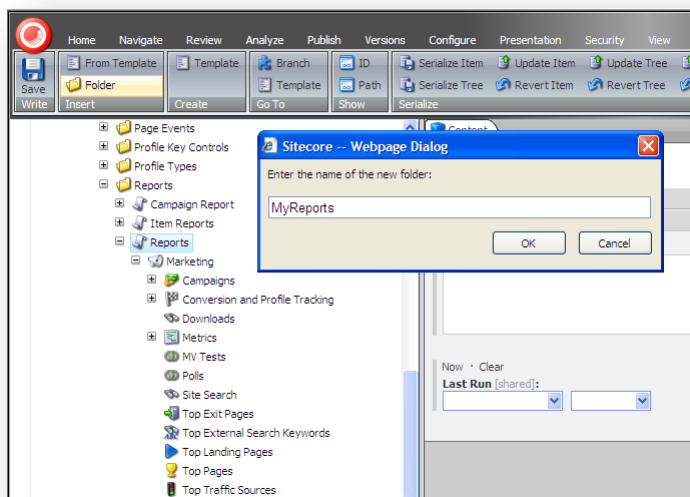 Home Navigate Review Analyze Publish Versions Configure Presentation Security View
From Template Template Branch ID Serialize Item Update Item Update Tree
Save Folder Template Path Serialize Tree Revert Item Revert Tree
Write Insert Create Go To Show Serialize
Page Events
Content
Profile Key Controls
Sitecore -- Webpage Dialog
Profile Types
Enter the name of the new folder:
Reports
Campaign Report
MyReports
Item Reports
Reports
OK Cancel
Marketing
Campaigns
Conversion and Profile Tracking
Downloads
Metrics
MV Tests
Now · Clear
Polls
Last Run [shared]:
Site Search
Top Exit Pages
Top External Search Keywords
Top Landing Pages
Top Pages
Top Traffic Sources